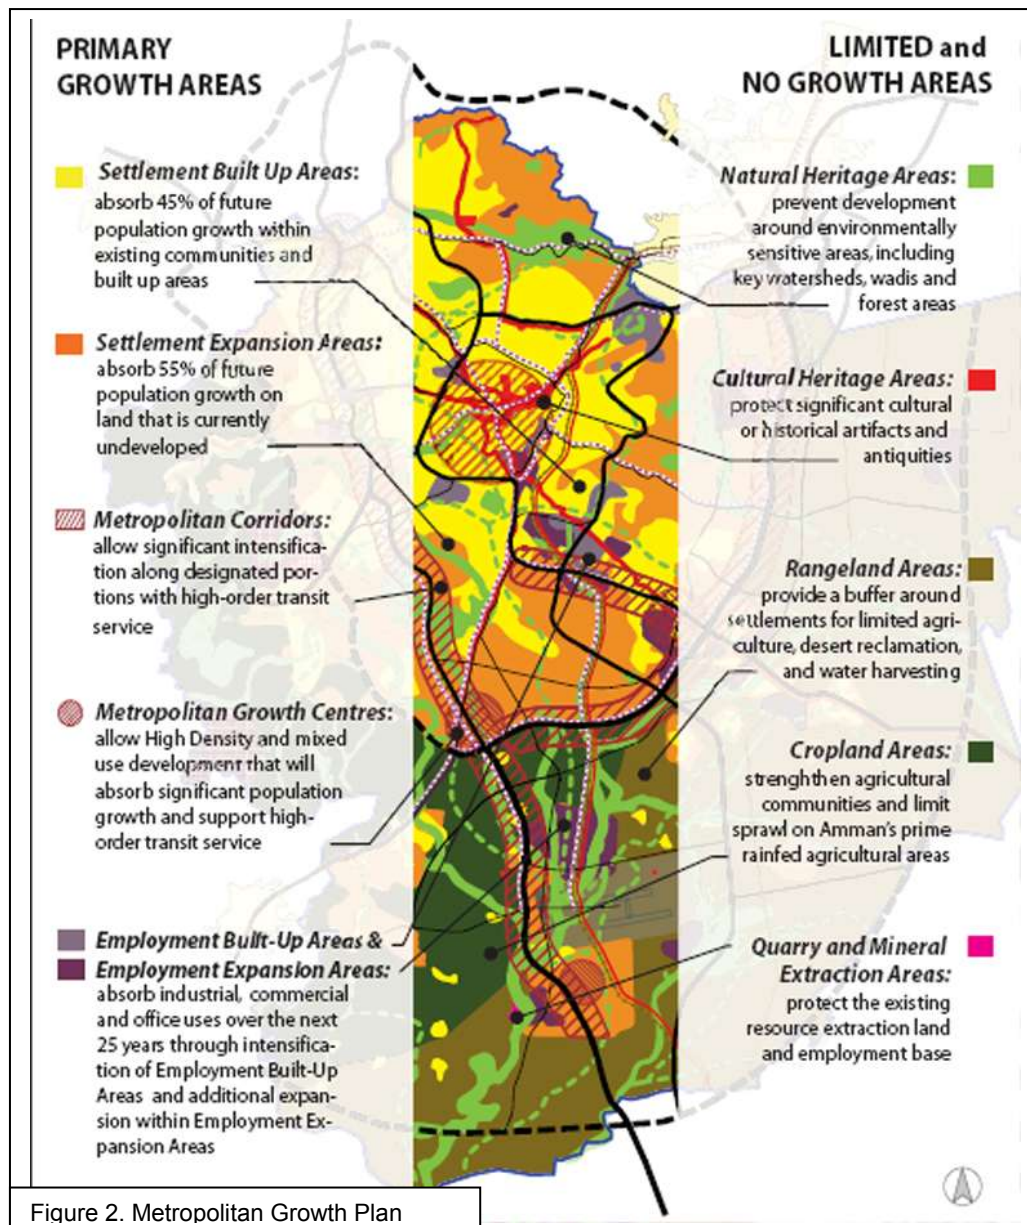 PRIMARY
GROWTH AREAS
Settlement Built Up Areas:
absorb 45% of future
population growth within
existing communities and
built up areas
Settlement Expansion Areas:
absorb 55% of future
population growth on
land that is currently
undeveloped
Metropolitan Corridors:
allow significant intensifica-
tion along designated por-
tions with high-order transit
service
Metropolitan Growth Centres:
allow High Density and mixed
use development that will
absorb significant population
growth and support high-
order transit service
Employment Built-Up Areas &
Employment Expansion Areas:
absorb industrial, commercial
and office uses over the next
25 years through intensifica-
tion of Employment Built-Up
Areas and additional expan-
sion within Employment Ex-
pansion Areas
LIMITED and
NO GROWTH AREAS
Natural Heritage Areas:
prevent development
around environmentally
sensitive areas, including
key watersheds, wadis and
forest areas
Cultural Heritage Areas:
protect significant cultural
or historical artifacts and
antiquities
Rangeland Areas:
provide a buffer around
settlements for limited agri-
culture, desert reclamation,
and water harvesting
Cropland Areas:
strenghten agricultural
communities and limit
sprawl on Amman's prime
rainfed agricultural areas
Quarry and Mineral
Extraction Areas:
protect the existing
resource extraction land
and employment base
Figure 2. Metropolitan Growth Plan